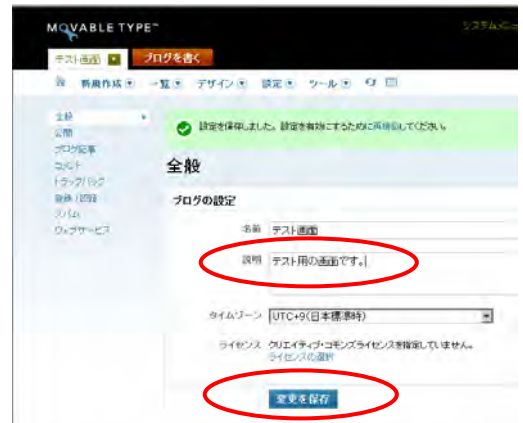 MOVABLE TYPE™
テスト画面 ブログを書く
新規作成 一覧 デザイン 設定 ツール
全般
公開
ブログ記事
コメント
トラックバック
登録/認証
スパム
ウェブサービス
設定を保存しました。設定を有効にするために再構築してください。
全般
ブログの設定
名前 テスト画面
説明 テスト用の画面です。
タイムゾーン UTC+9(日本標準時)
ライセンス クリエイティブ・コモンズライセンスを指定していません。
ライセンスの選択
変更を保存